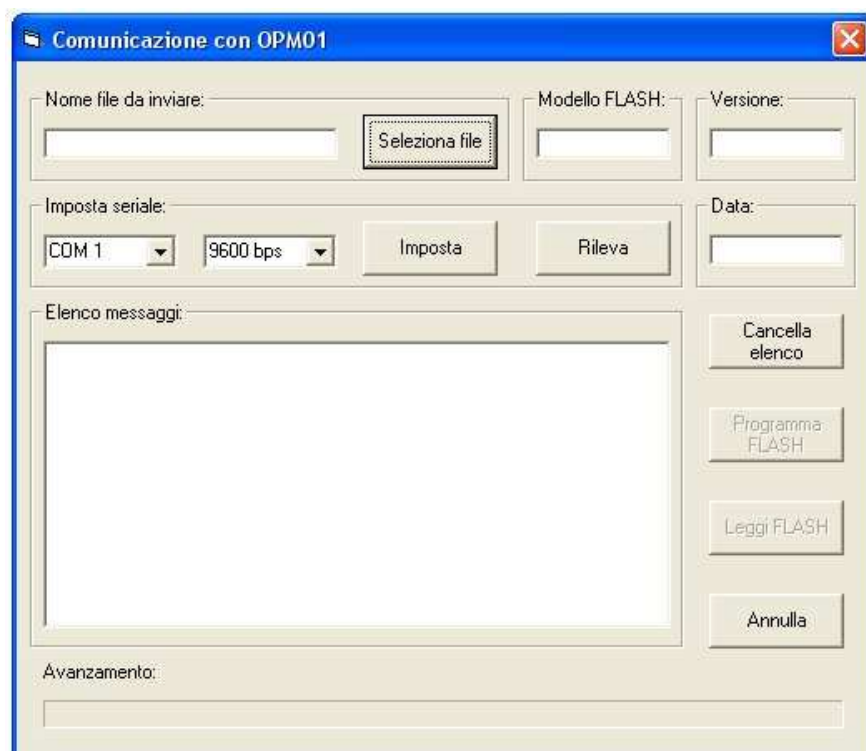 Comunicazione con OPM01
Nome file da inviare:
Seleziona file
Modello FLASH:
Versione:
Imposta seriale:
COM 1
9600 bps
Imposta
Rileva
Data:
Elenco messaggi:
Cancella
elenco
Programma
FLASH
Leggi FLASH
Annulla
Avanzamento: